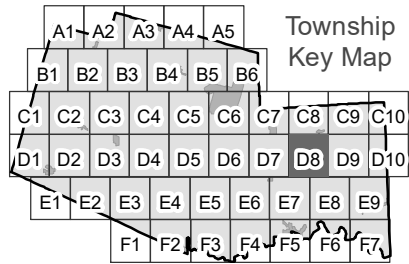 Township
Key Map
A1 A2 A3 A4 A5
B1 B2 B3 B4 B5 B6
C1 C2 C3 C4 C5 C6 C7 C8 C9 C10
D1 D2 D3 D4 D5 D6 D7 D8 D9 D10
E1 E2 E3 E4 E5 E6 E7 E8 E9
F1 F2 F3 F4 F5 F6 F7